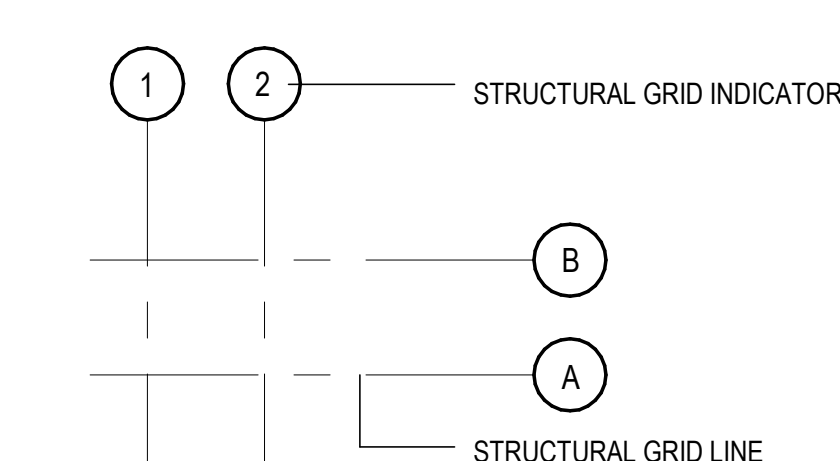 1 2 STRUCTURAL GRID INDICATOR
B
A
STRUCTURAL GRID LINE